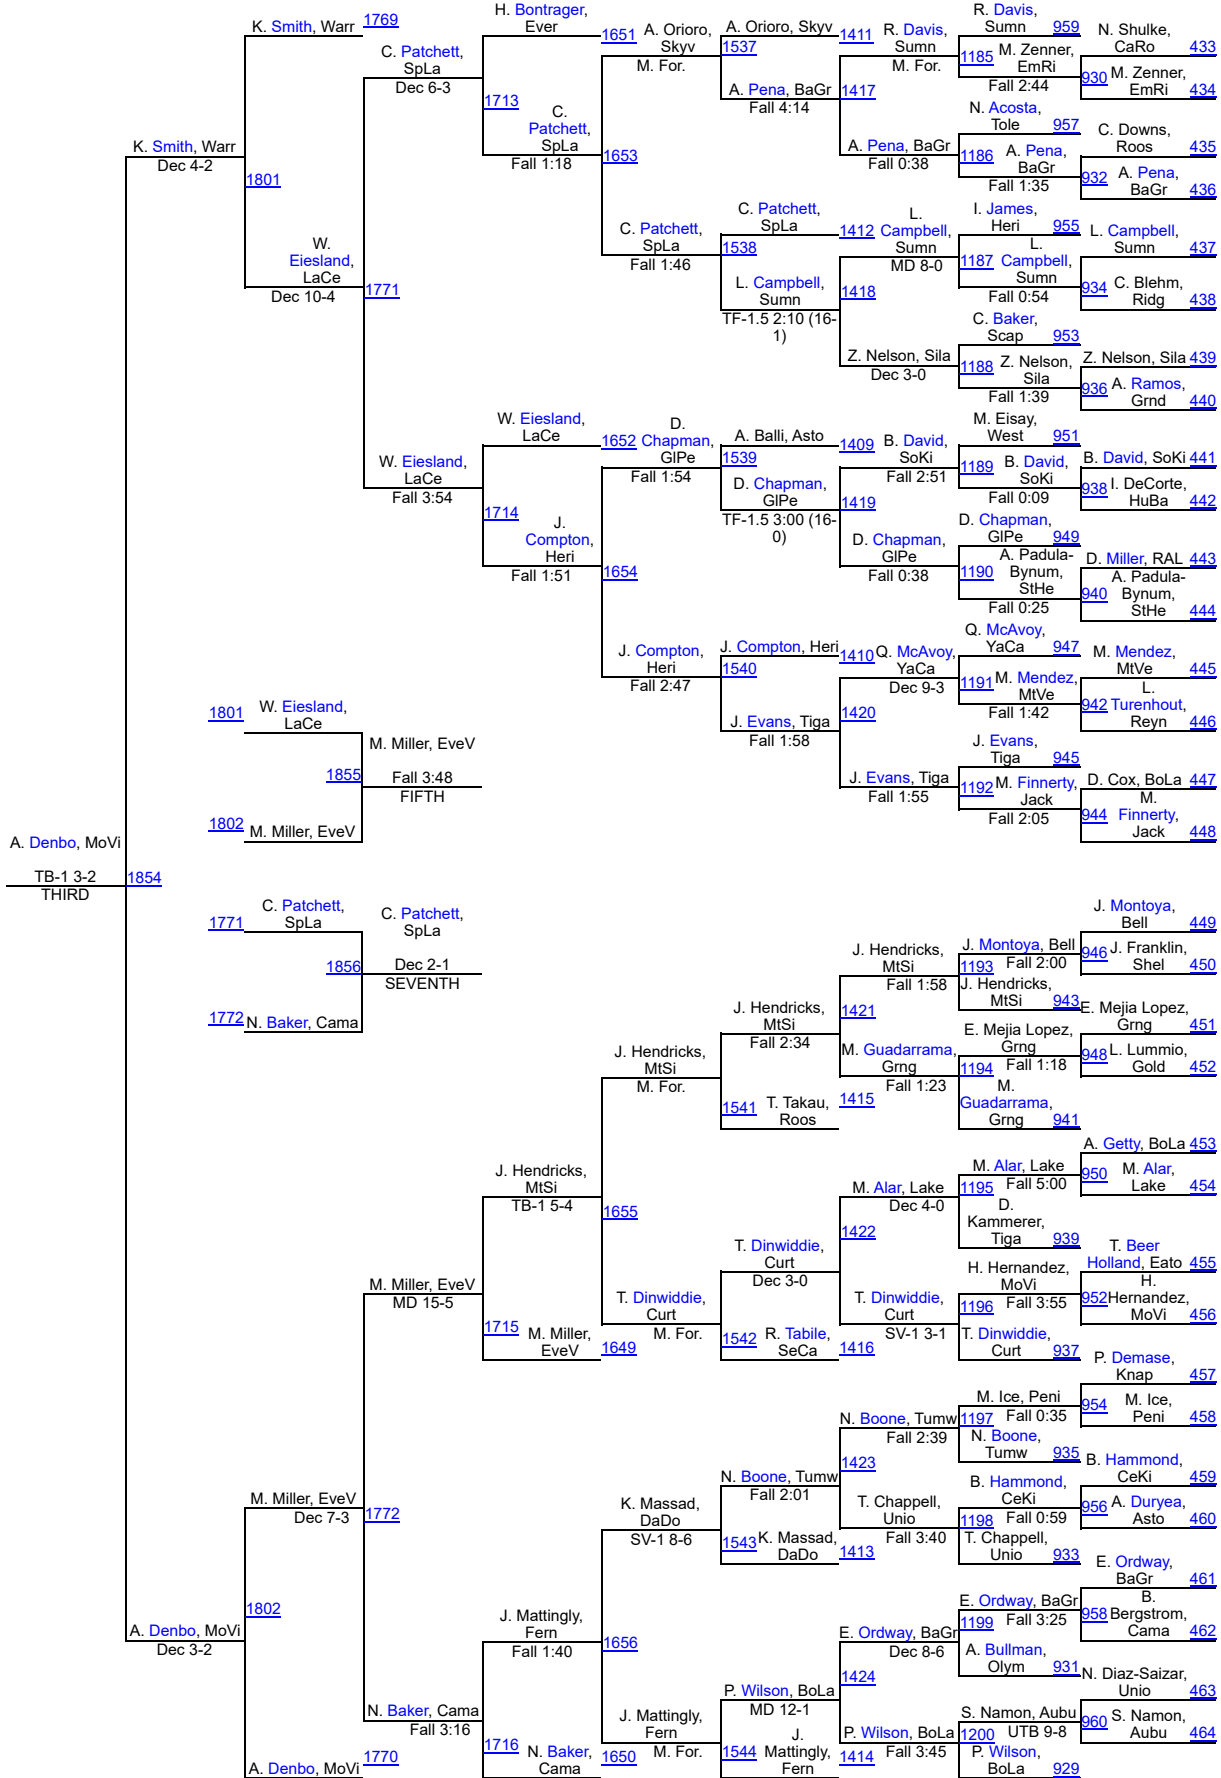 H. Bontrager,
Ever
R. Davis,
Sumn 959
K. Smith, Warr 1769
1651 A. Orioro,
Skyv
M. For.
A. Orioro, Skyv 1411
1537
R. Davis,
Sumn
M. For.
1185 M. Zenner,
EmRi
Fall 2:44
N. Shulke,
CaRo 433
930 M. Zenner,
EmRi 434
C. Patchett,
SpLa
Dec 6-3
1713
C.
Patchett,
SpLa
Fall 1:18
1653
A. Pena, BaGr 1417
Fall 4:14
N. Acosta,
Tole 957
C. Downs,
Roos 435
A. Pena, BaGr
Fall 0:38
1186 A. Pena,
BaGr
Fall 1:35
932 A. Pena,
BaGr 436
K. Smith, Warr
Dec 4-2
1801
C. Patchett,
SpLa
Fall 1:46
C. Patchett,
SpLa 1412
1538
L.
Campbell,
Sumn
MD 8-0
I. James,
Heri 955
1187 L.
Campbell,
Sumn
Fall 0:54
L. Campbell,
Sumn 437
934 C. Blehm,
Ridg 438
W.
Eiesland,
LaCe
Dec 10-4
1771
L. Campbell,
Sumn 1418
TF-1.5 2:10 (16-
1)
C. Baker,
Scap 953
Z. Nelson, Sila
Dec 3-0
1188 Z. Nelson,
Sila
Fall 1:39
Z. Nelson, Sila 439
936 A. Ramos,
Grnd 440
W. Eiesland,
LaCe 1652
D.
Chapman,
GlPe
Fall 1:54
A. Balli, Asto 1409
1539
B. David,
SoKi
Fall 2:51
M. Eisay,
West 951
1189 B. David,
SoKi
Fall 0:09
B. David, SoKi 441
938 I. DeCorte,
HuBa 442
W. Eiesland,
LaCe
Fall 3:54
1714
D. Chapman,
GlPe 1419
TF-1.5 3:00 (16-
0)
D. Chapman,
GlPe 949
J.
Compton,
Heri
Fall 1:51
1654
D. Chapman,
GlPe
Fall 0:38
1190 A. Padula-
Bynum,
StHe
Fall 0:25
D. Miller, RAL 443
940 A. Padula-
Bynum,
StHe 444
J. Compton,
Heri
Fall 2:47
J. Compton, Heri 1410
1540
Q. McAvoy,
YaCa
Dec 9-3
Q. McAvoy,
YaCa 947
1191 M. Mendez,
MtVe
Fall 1:42
M. Mendez,
MtVe 445
942 L.
Turenhout,
Reyn 446
J. Evans, Tiga 1420
Fall 1:58
J. Evans,
Tiga 945
J. Evans, Tiga
Fall 1:55
1192 M. Finnerty,
Jack
Fall 2:05
D. Cox, BoLa 447
944 M.
Finnerty,
Jack 448
1801 W. Eiesland,
LaCe
M. Miller, EveV
1855 Fall 3:48
FIFTH
1802 M. Miller, EveV
A. Denbo, MoVi
TB-1 3-2 1854
THIRD
1771 C. Patchett,
SpLa
C. Patchett,
SpLa
1856 Dec 2-1
SEVENTH
1772 N. Baker, Cama
J. Hendricks,
MtSi
Fall 1:58
1421
J. Montoya, Bell
1193 Fall 2:00
J. Hendricks,
MtSi 943
J. Montoya,
Bell 449
946 J. Franklin,
Shel 450
J. Hendricks,
MtSi
M. For.
J. Hendricks,
MtSi
Fall 2:34
M. Guadarrama,
Grng
Fall 1:23
E. Mejia Lopez,
Grng
1194 Fall 1:18
M.
Guadarrama,
Grng 941
E. Mejia Lopez,
Grng 451
948 L. Lummio,
Gold 452
1541 T. Takau,
Roos 1415
J. Hendricks,
MtSi
TB-1 5-4
1655
M. Alar, Lake
Dec 4-0
1422
M. Alar, Lake
1195 Fall 5:00
D.
Kammerer,
Tiga 939
A. Getty, BoLa 453
950 M. Alar,
Lake 454
M. Miller, EveV
MD 15-5
1715 M. Miller,
EveV 1649
T. Dinwiddie,
Curt
M. For.
T. Dinwiddie,
Curt
Dec 3-0
1542 R. Tabile,
SeCa 1416
T. Dinwiddie,
Curt
SV-1 3-1
H. Hernandez,
MoVi
1196 Fall 3:55
T. Dinwiddie,
Curt 937
T. Beer
Holland, Eato 455
952 H.
Hernandez,
MoVi 456
N. Boone, Tumw
Fall 2:39
1423
M. Ice, Peni
1197 Fall 0:35
N. Boone,
Tumw 935
P. Demase,
Knap 457
954 M. Ice,
Peni 458
M. Miller, EveV
Dec 7-3
1772
K. Massad,
DaDo
SV-1 8-6
N. Boone, Tumw
Fall 2:01
1543 K. Massad,
DaDo 1413
T. Chappell,
Unio
Fall 3:40
B. Hammond,
CeKi
1198 Fall 0:59
T. Chappell,
Unio 933
B. Hammond,
CeKi 459
956 A. Duryea,
Asto 460
1802
A. Denbo, MoVi
Dec 3-2
J. Mattingly,
Fern
Fall 1:40
1656
E. Ordway, BaGr
Dec 8-6
1424
E. Ordway, BaGr
1199 Fall 3:25
A. Bullman,
Olym 931
E. Ordway,
BaGr 461
958 B.
Bergstrom,
Cama 462
N. Baker, Cama
Fall 3:16
1716 N. Baker,
Cama 1650
J. Mattingly,
Fern
M. For.
P. Wilson, BoLa
MD 12-1
1544 J.
Mattingly,
Fern 1414
P. Wilson, BoLa
Fall 3:45
S. Namon, Aubu
1200 UTB 9-8
P. Wilson,
BoLa 929
N. Diaz-Saizar,
Unio 463
960 S. Namon,
Aubu 464
A. Denbo, MoVi 1770